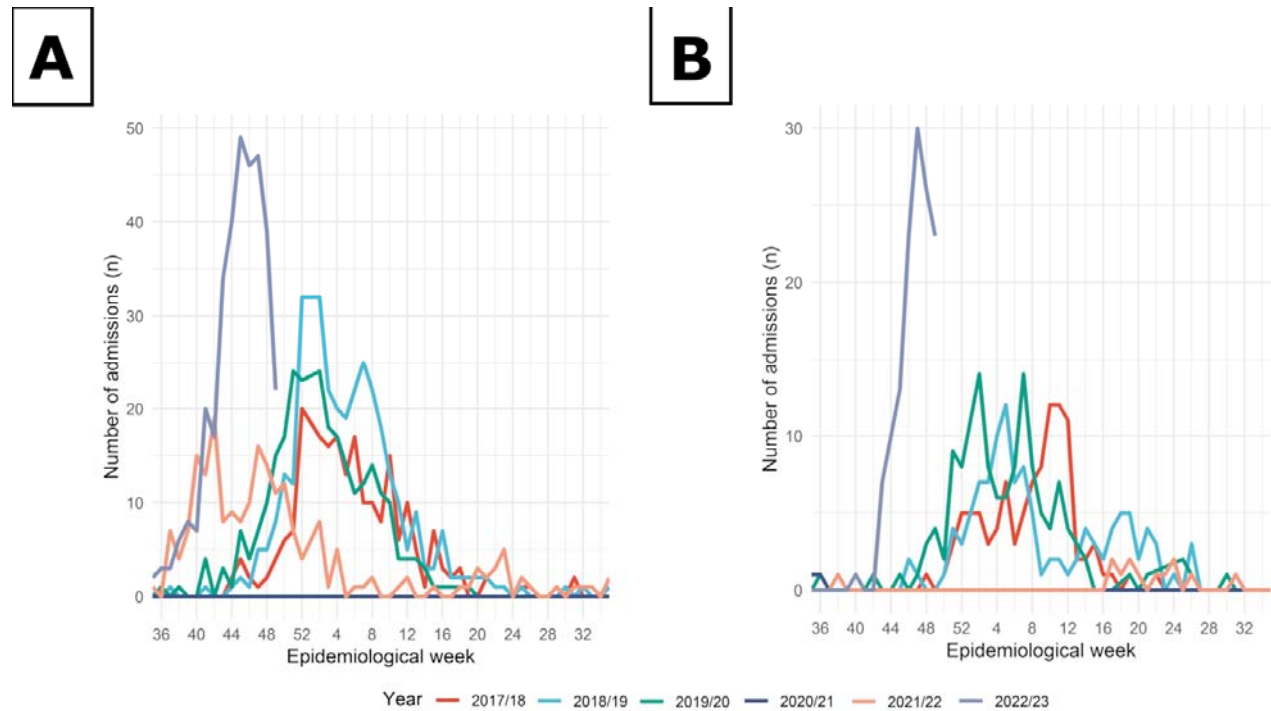 A
B
Number of admissions (n)
50
40
30
20
10
0
36 40 44 48 52 4 8 12 16 20 24 28 32
Epidemiological week
Number of admissions (n)
30
20
10
0
36 40 44 48 52 4 8 12 16 20 24 28 32
Epidemiological week
Year 2017/18 2018/19 2019/20 2020/21 2021/22 2022/23